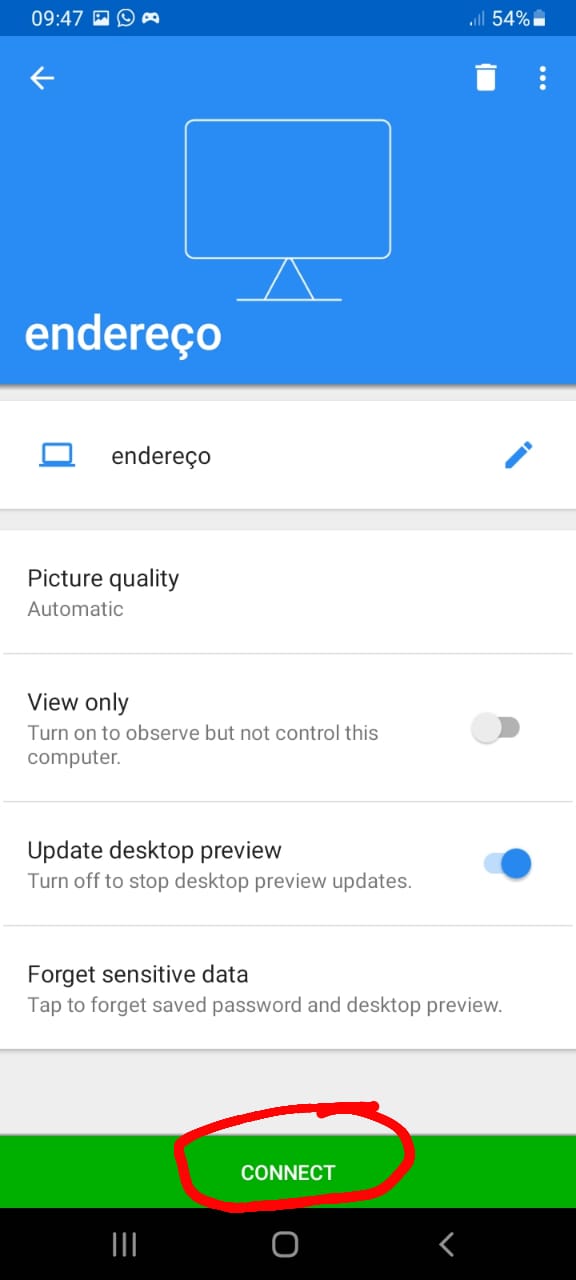 09:47
54%
endereço
endereço
Picture quality
Automatic
View only
Turn on to observe but not control this
computer.
Update desktop preview
Turn off to stop desktop preview updates.
Forget sensitive data
Tap to forget saved password and desktop preview.
CONNECT